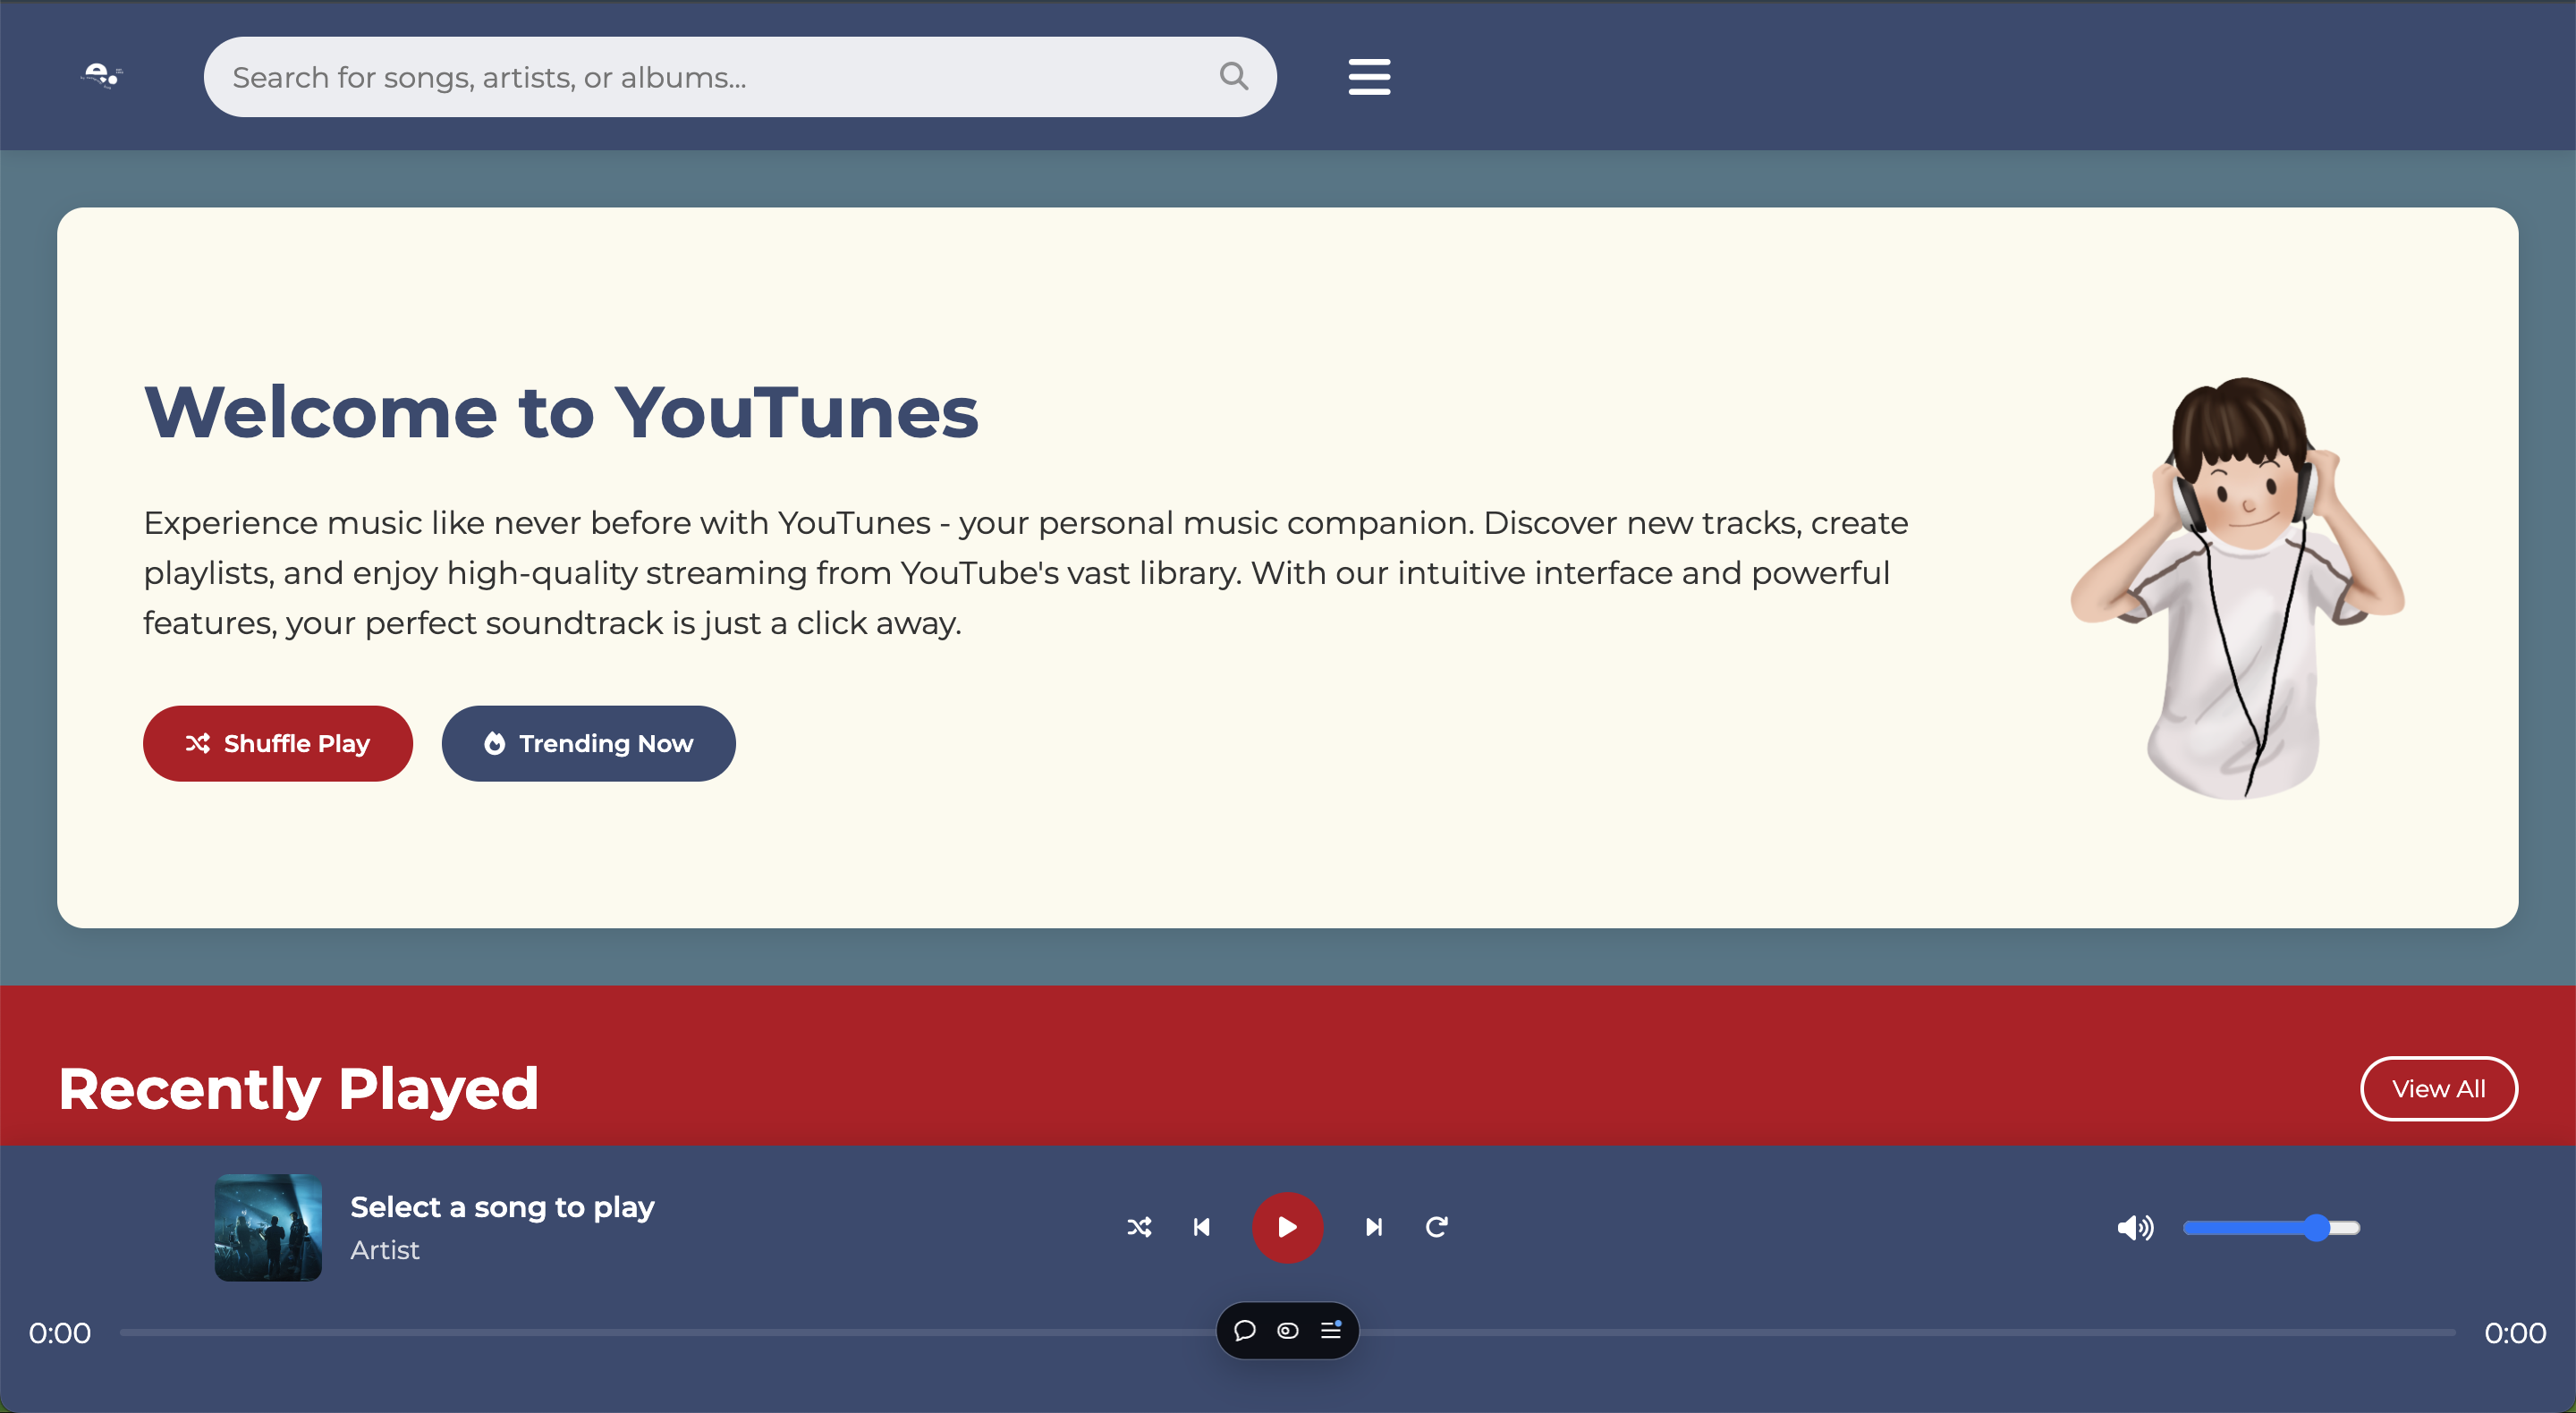 Search for songs, artists, or albums...
Welcome to YouTunes
Experience music like never before with YouTunes - your personal music companion. Discover new tracks, create
playlists, and enjoy high-quality streaming from YouTube's vast library. With our intuitive interface and powerful
features, your perfect soundtrack is just a click away.
Shuffle Play
Trending Now
Recently Played
View All
Select a song to play
Artist
0:00
0:00